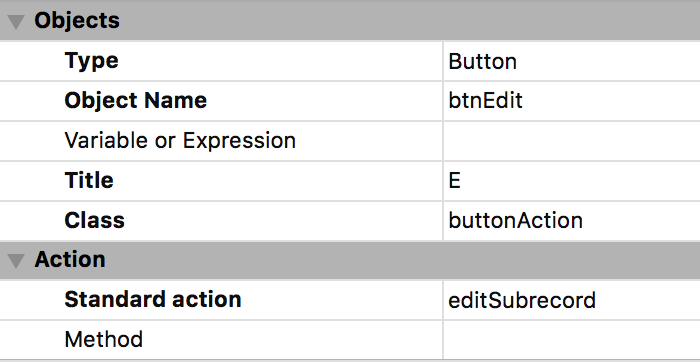 Objects
Type Button
Object Name btnEdit
Variable or Expression
Title E
Class buttonAction
Action
Standard action editSubrecord
Method